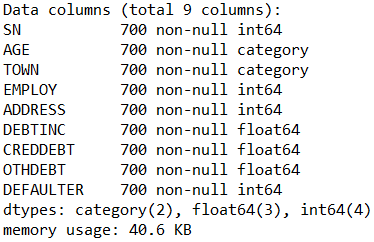 Data columns (total 9 columns):
SN           700 non-null int64
AGE          700 non-null category
TOWN         700 non-null category
EMPLOY       700 non-null int64
ADDRESS      700 non-null int64
DEBTINC      700 non-null float64
CREDDEBT     700 non-null float64
OTHDEBT      700 non-null float64
DEFAULTER    700 non-null int64
dtypes: category(2), float64(3), int64(4)
memory usage: 40.6 KB